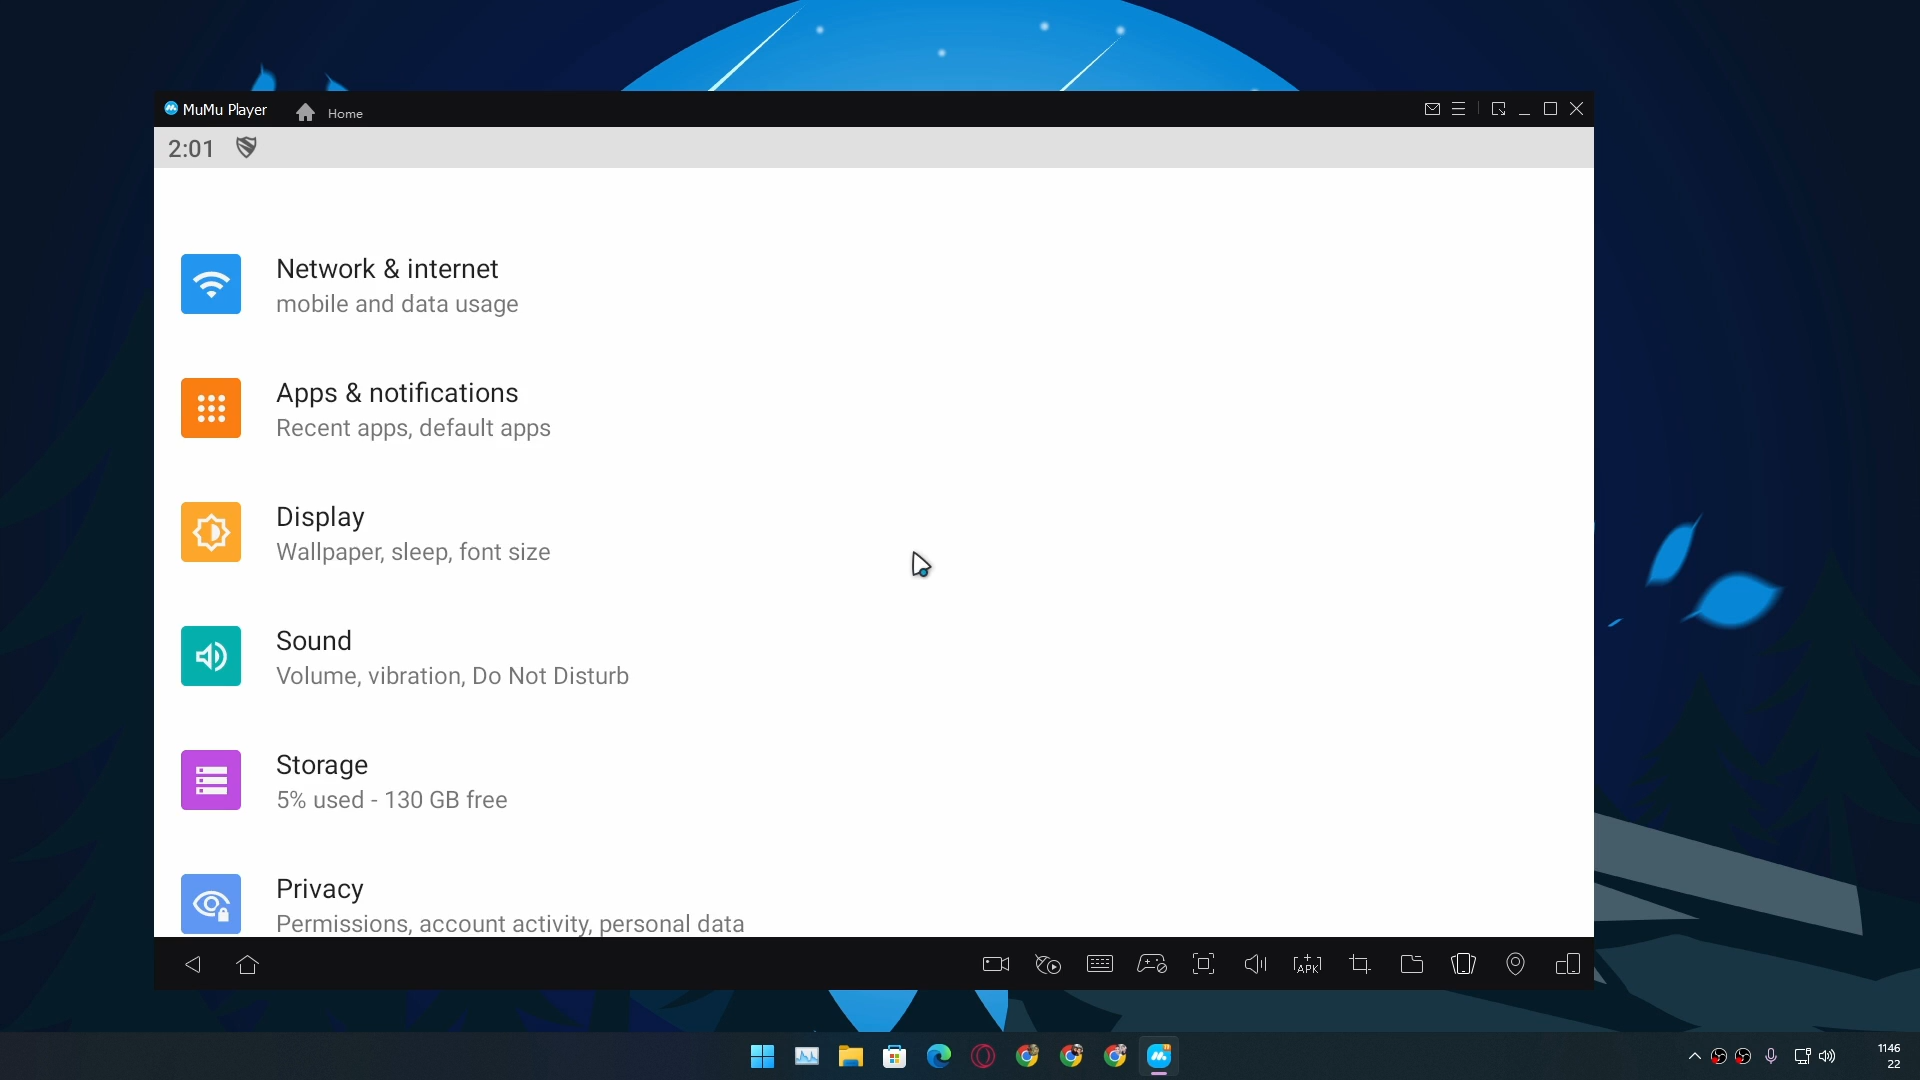 MuMu Player
Home
2:01
Network & internet
mobile and data usage
Apps & notifications
Recent apps, default apps
Display
Wallpaper, sleep, font size
Sound
Volume, vibration, Do Not Disturb
Storage
5% used - 130 GB free
Privacy
Permissions, account activity, personal data
APK
1146
22